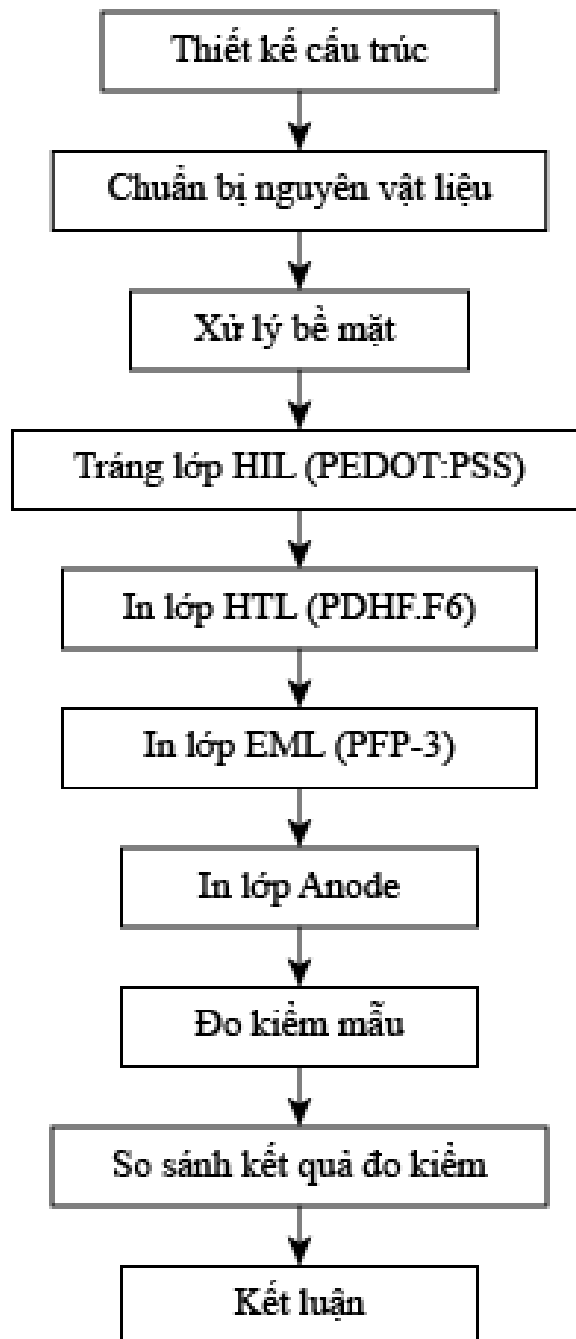 Thiết kế cấu trúc
Chuẩn bị nguyên vật liệu
Xử lý bề mặt
Tráng lớp HIL (PEDOT:PSS)
In lớp HTL (PDHF.F6)
In lớp EML (PFP-3)
In lớp Anode
Đo kiểm mẫu
So sánh kết quả đo kiểm
Kết luận